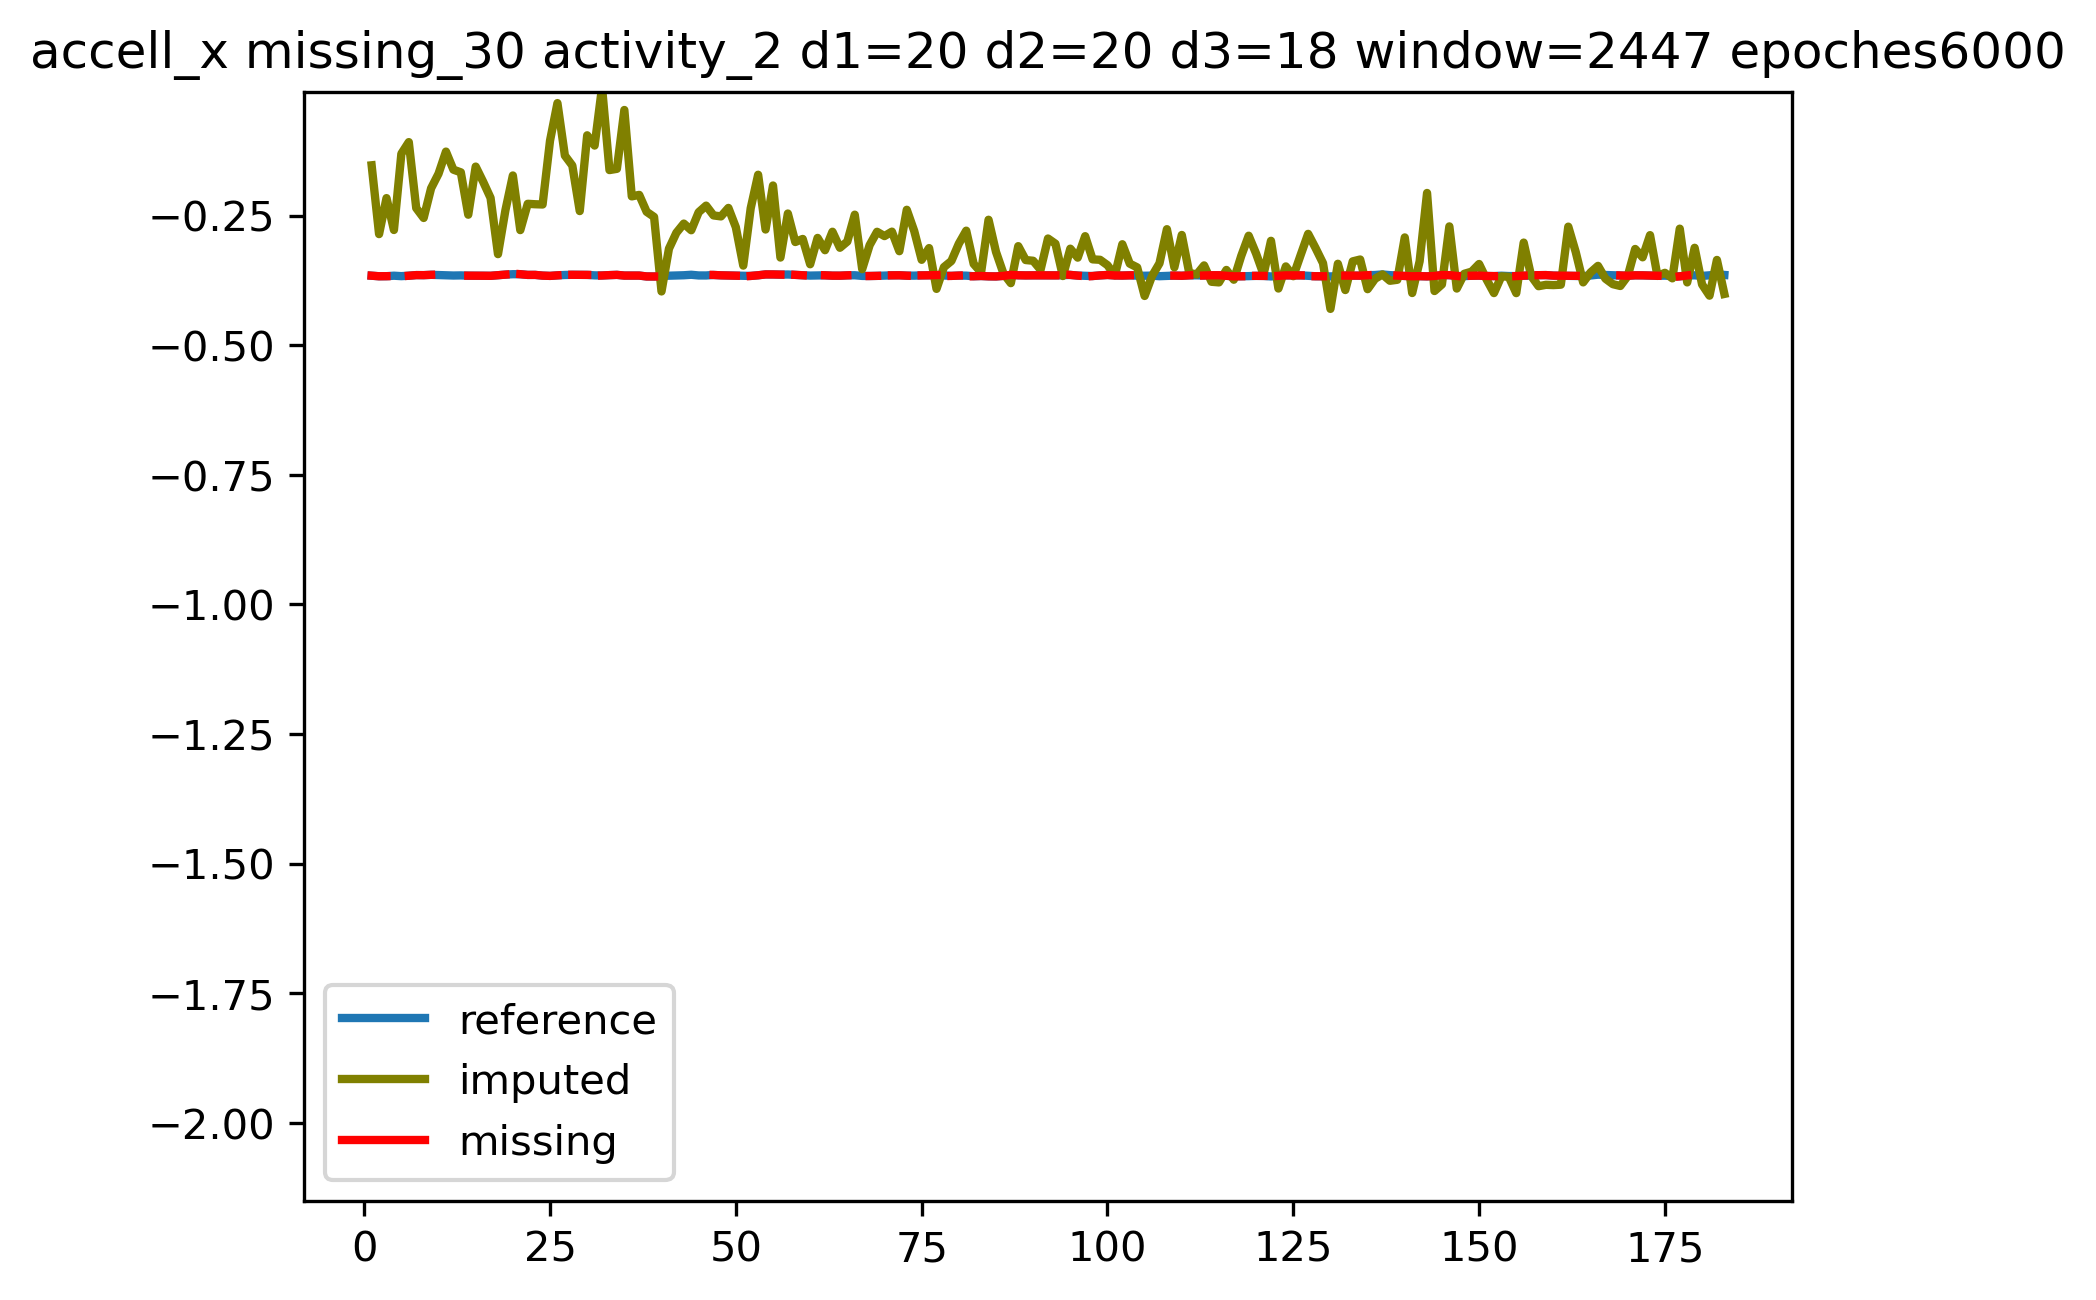 accell_x missing_30 activity_2 d1=20 d2=20 d3=18 window=2447 epoches6000
−0.25
−0.50
−0.75
−1.00
−1.25
−1.50
−1.75
−2.00
reference
imputed
missing
0 25 50 75 100 125 150 175